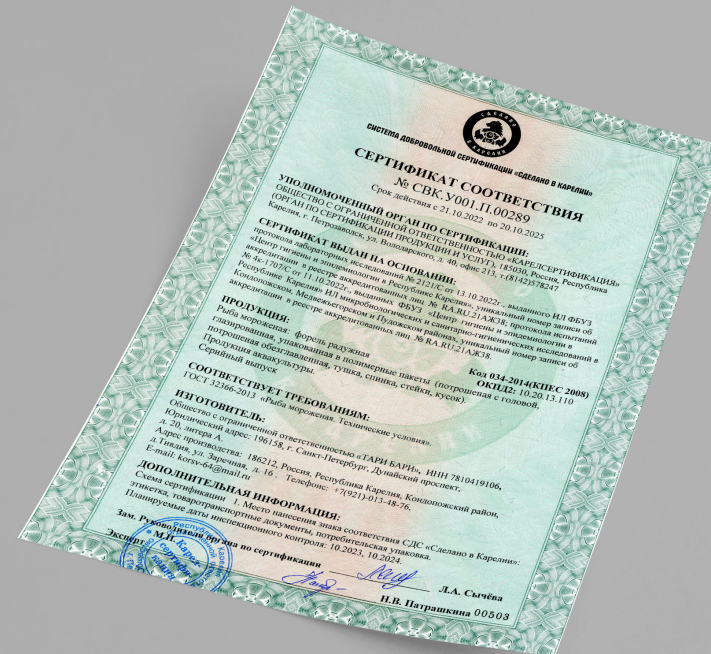 СДЕЛАНО В КАРЕЛИИ
СИСТЕМА ДОБРОВОЛЬНОЙ СЕРТИФИКАЦИИ «СДЕЛАНО В КАРЕЛИИ»
СЕРТИФИКАТ СООТВЕТСТВИЯ
№ СВК.У001.П.00289
Срок действия с 21.10.2022 по 20.10.2025
УПОЛНОМОЧЕННЫЙ ОРГАН ПО СЕРТИФИКАЦИИ:
ОБЩЕСТВО С ОГРАНИЧЕННОЙ ОТВЕТСТВЕННОСТЬЮ «КАРЕЛСЕРТИФИКАЦИЯ»
(ОРГАН ПО СЕРТИФИКАЦИИ ПРОДУКЦИИ И УСЛУГ), 185030, Россия, Республика
Карелия, г. Петрозаводск, ул. Володарского, д. 40, офис 213, т.(8142)578247
СЕРТИФИКАТ ВЫДАН НА ОСНОВАНИИ:
протокола лабораторных исследований № 2121/С от 13.10.2022г., выданного ИЛ ФБУЗ
«Центр гигиены и эпидемиологии в Республике Карелия», уникальный номер записи об
аккредитации в реестре аккредитованных лиц № RA.RU.21АЖ38; протокола испытаний
№ 4к-1707/С от 11.10.2022г., выданных ФБУЗ «Центр гигиены и эпидемиологии в
Республике Карелия» ИЛ микробиологических и санитарно-гигиенических исследований в
Кондопожском, Медвежьегорском и Пудожском районах, уникальный номер записи об
аккредитации в реестре аккредитованных лиц № RA.RU.21АЖ38.
ПРОДУКЦИЯ:
Рыба мороженая: форель радужная
Код 034-2014(КПЕС 2008)
глазированная, упакованная в полимерные пакеты (потрошеная с головой,
ОКПД2: 10.20.13.110
потрошеная обезглавленная, тушка, спинка, стейки, кусок).
Продукция аквакультуры.
Серийный выпуск
СООТВЕТСТВУЕТ ТРЕБОВАНИЯМ:
ГОСТ 32366-2013 «Рыба мороженая. Технические условия».
ИЗГОТОВИТЕЛЬ:
Общество с ограниченной ответственностью «ТАРИ БАРИ», ИНН 7810419106,
Юридический адрес: 196158, г. Санкт-Петербург, Дунайский проспект,
д. 20, литера А.
Адрес производства: 186212, Россия, Республика Карелия, Кондопожский район,
д.Тивдия, ул. Заречная, д. 16 . Телефон: +7(921)-013-48-76,
E-mail: korsv-64@mail.ru
ДОПОЛНИТЕЛЬНАЯ ИНФОРМАЦИЯ:
Схема сертификации 1. Место нанесения знака соответствия СДС «Сделано в Карелии»:
этикетка, товаротранспортные документы, потребительская упаковка.
Планируемые даты инспекционного контроля: 10.2023, 10.2024.
Зам. Руководителя органа по сертификации
Л.А. Сычёва
Эксперт М.П.
Н.В. Патрашкина 00503